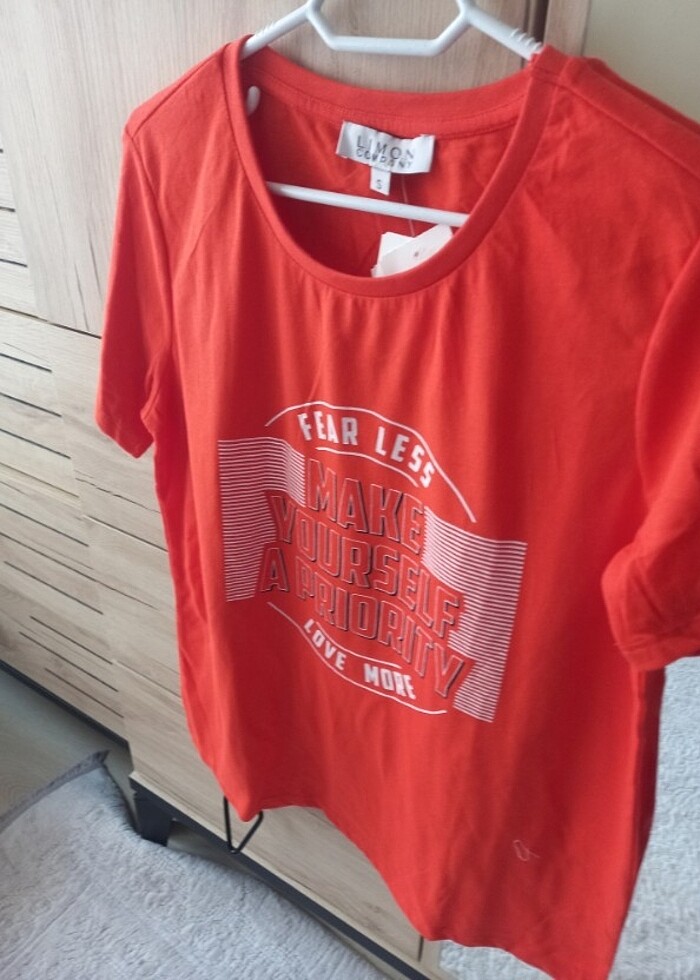 LIMON
COMPANY
S
FEAR LESS
MAKE
YOURSELF
A PRIORITY
LOVE MORE